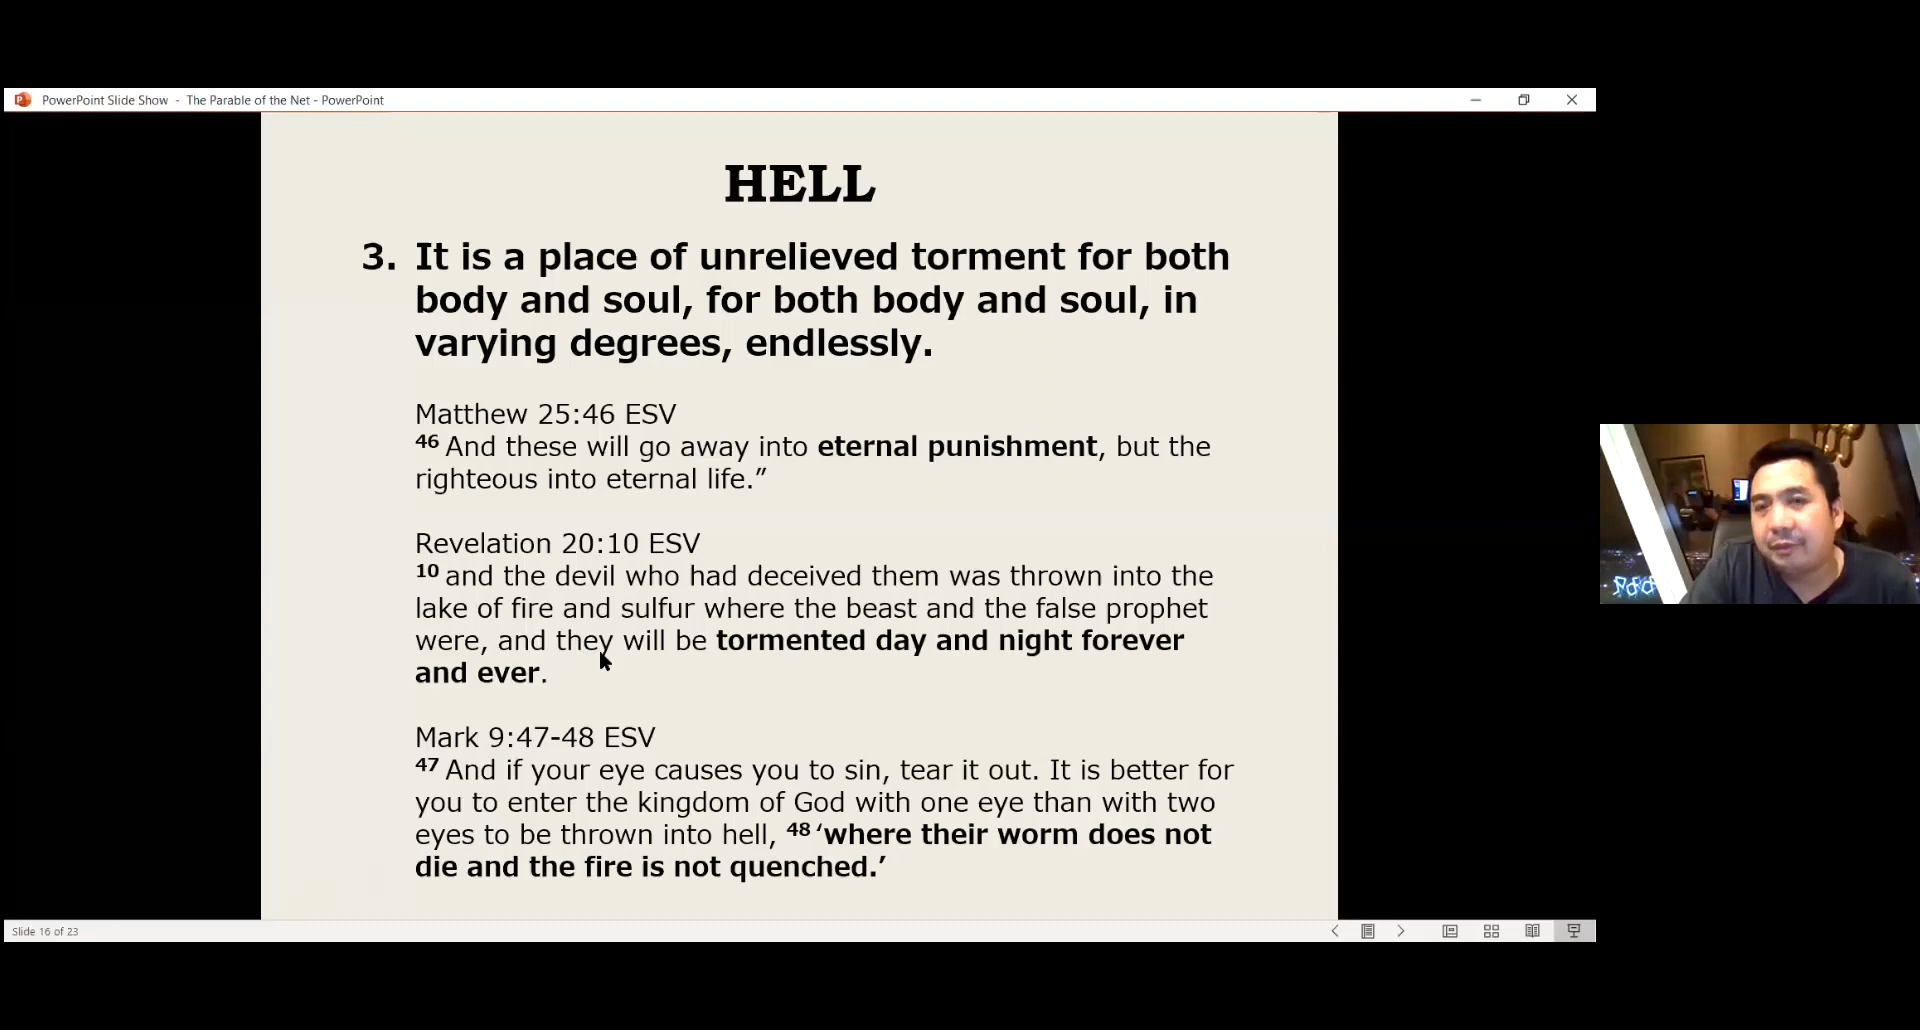 PowerPoint Slide Show - The Parable of the Net - PowerPoint
HELL
3. It is a place of unrelieved torment for both
body and soul, for both body and soul, in
varying degrees, endlessly.
Matthew 25:46 ESV
46 And these will go away into eternal punishment, but the
righteous into eternal life.”
Revelation 20:10 ESV
10 and the devil who had deceived them was thrown into the
lake of fire and sulfur where the beast and the false prophet
were, and they will be tormented day and night forever
and ever.
Mark 9:47-48 ESV
47 And if your eye causes you to sin, tear it out. It is better for
you to enter the kingdom of God with one eye than with two
eyes to be thrown into hell, 48 ‘where their worm does not
die and the fire is not quenched.’
Slide 16 of 23